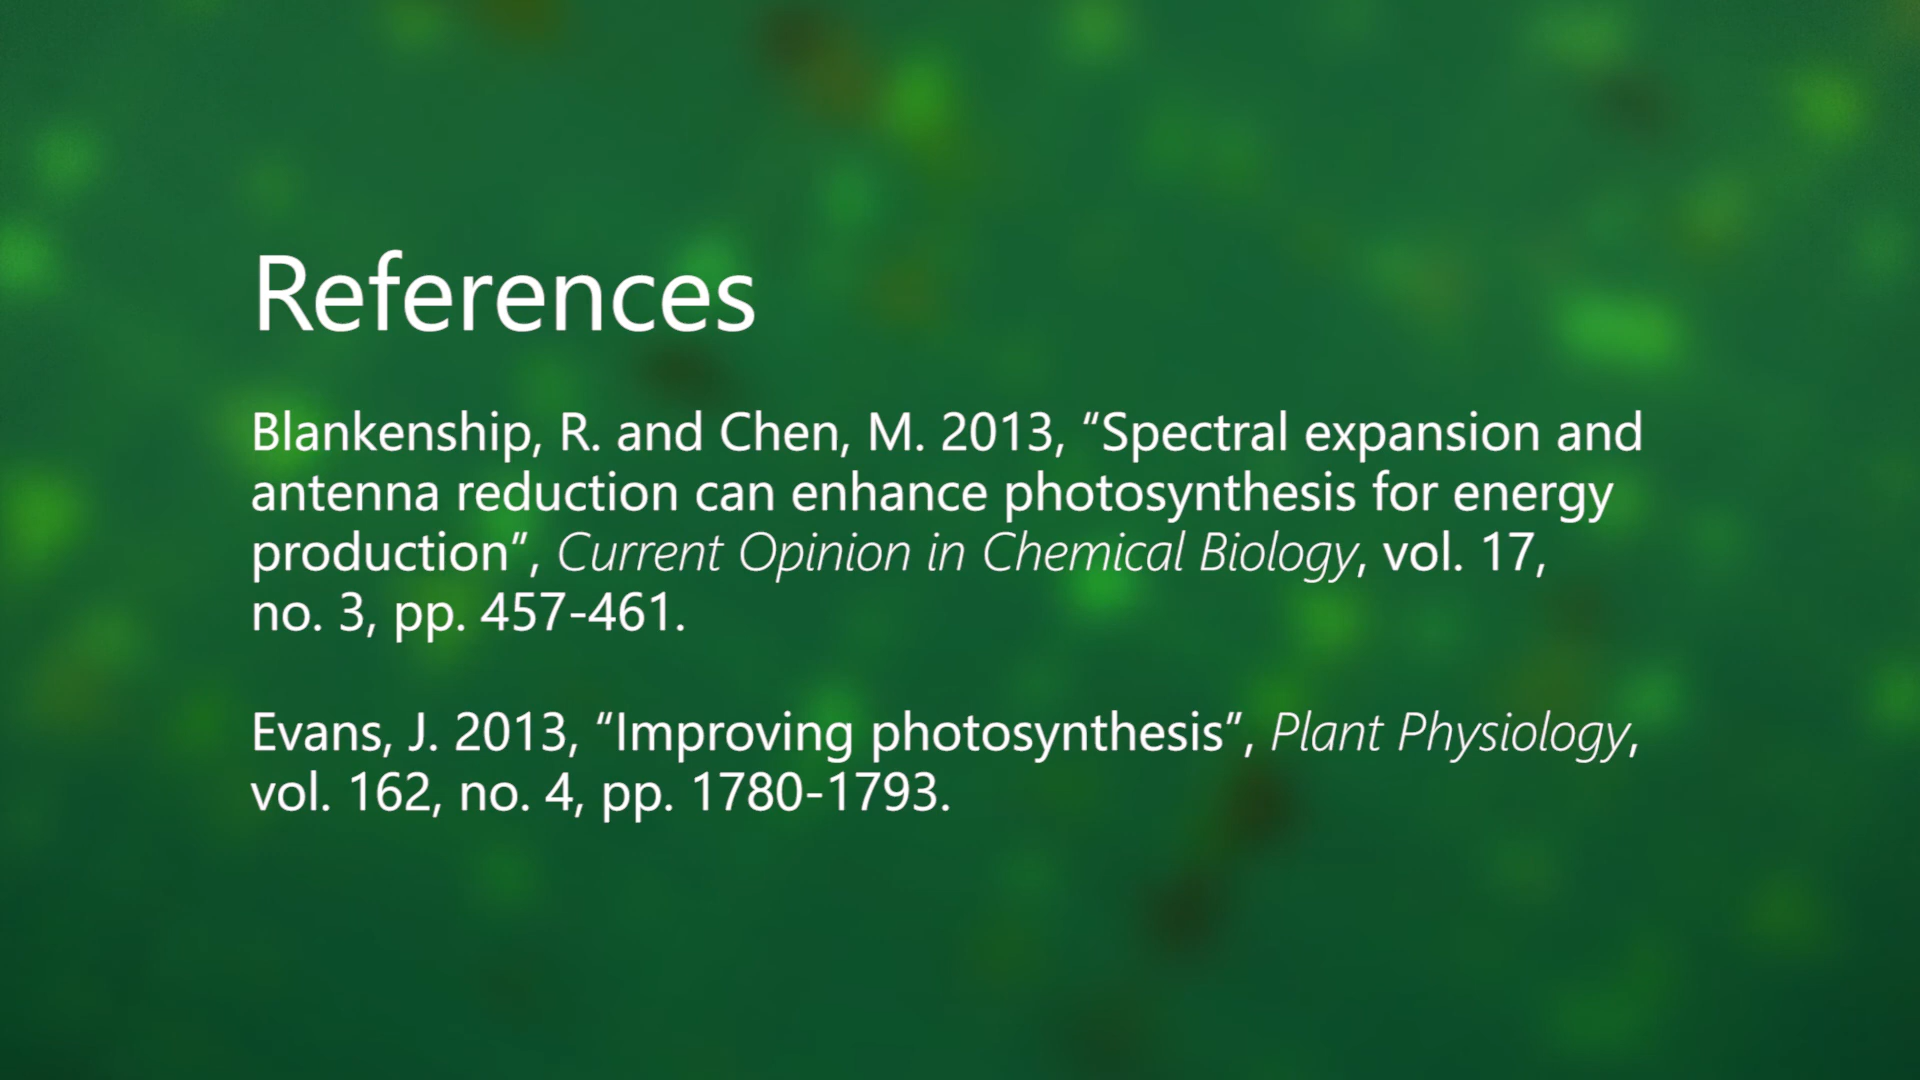 References
Blankenship, R. and Chen, M. 2013, “Spectral expansion and
antenna reduction can enhance photosynthesis for energy
production”, Current Opinion in Chemical Biology, vol. 17,
no. 3, pp. 457-461.
Evans, J. 2013, “Improving photosynthesis”, Plant Physiology,
vol. 162, no. 4, pp. 1780-1793.